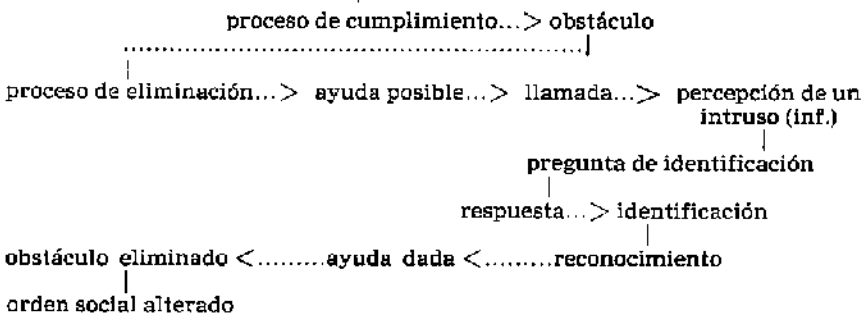 proceso de cumplimiento...> obstáculo
proceso de eliminación...> ayuda posible...> llamada...> percepción de un
intruso (inf.)
pregunta de identificación
respuesta...> identificación
obstáculo eliminado <.........ayuda dada <.........reconocimiento
orden social alterado